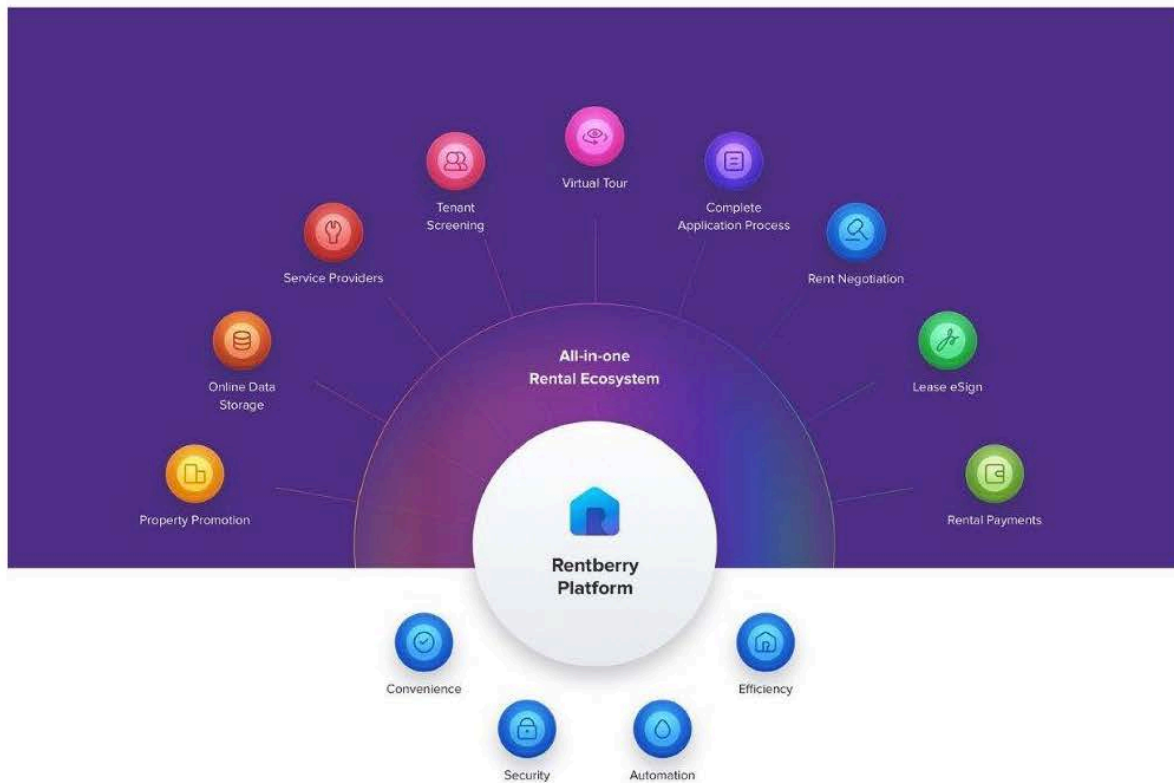 Virtual Tour
Tenant
Screening
Complete
Application Process
Service Providers
Rent Negotiation
Online Data
Storage
Lease eSign
Property Promotion
Rental Payments
All-in-one
Rental Ecosystem
Rentberry
Platform
Convenience
Efficiency
Security
Automation